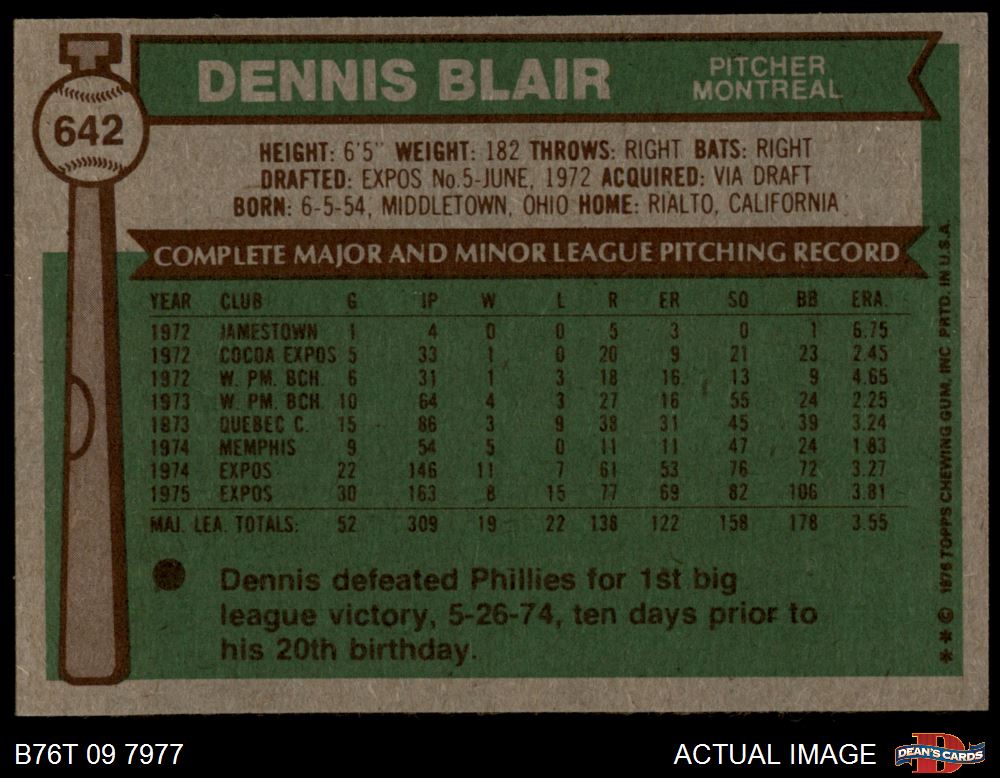 DENNIS BLAIR
PITCHER
MONTREAL
642
HEIGHT: 6'5" WEIGHT: 182 THROWS: RIGHT BATS: RIGHT
DRAFTED: EXPOS No.5-JUNE, 1972 ACQUIRED: VIA DRAFT
BORN: 6-5-54, MIDDLETOWN, OHIO HOME: RIALTO, CALIFORNIA
COMPLETE MAJOR AND MINOR LEAGUE PITCHING RECORD
YEAR CLUB G IP W L R ER SO BB ERA.
1972 JAMESTOWN 1 4 0 0 5 3 0 1 6.75
1972 COCOA EXPOS 5 33 1 0 20 9 21 23 2.45
1972 W. PM. BCH. 6 31 1 3 18 16 13 9 4.65
1973 W. PM. BCH. 10 64 4 3 27 16 55 24 2.25
1973 QUEBEC C. 15 86 3 9 38 31 45 39 3.24
1974 MEMPHIS 9 54 5 0 11 11 47 24 1.83
1974 EXPOS 22 146 11 7 61 53 76 72 3.27
1975 EXPOS 30 163 8 15 77 69 82 106 3.81
MAJ. LEA. TOTALS: 52 309 19 22 138 122 158 178 3.55
Dennis defeated Phillies for 1st big
league victory, 5-26-74, ten days prior to
his 20th birthday.
* * © 1976 TOPPS CHEWING GUM, INC. PRTD. IN U.S.A.
B76T 09 7977
ACTUAL IMAGE
D
DEAN'S CARDS